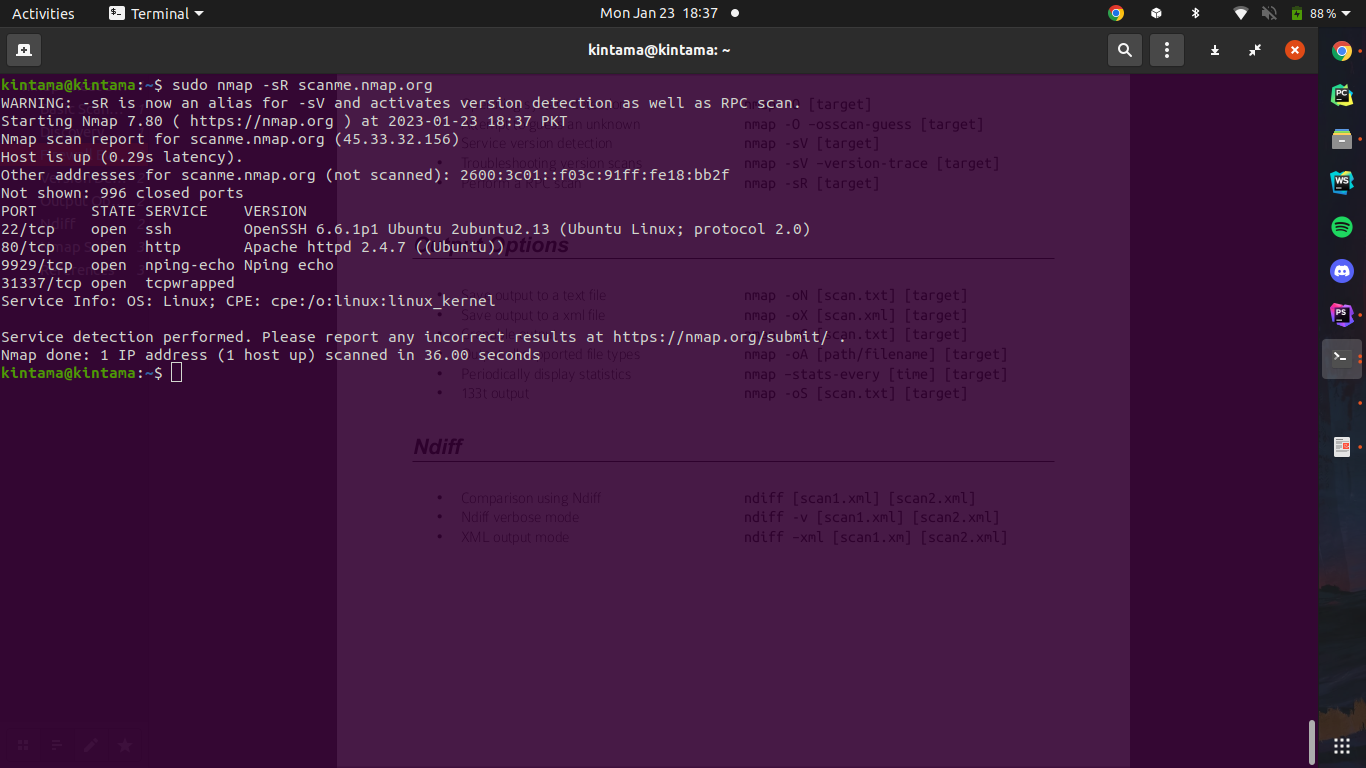 Activities
Terminal
Mon Jan 23 18:37
88 %
kintama@kintama: ~
kintama@kintama:~$ sudo nmap -sR scanme.nmap.org
WARNING: -sR is now an alias for -sV and activates version detection as well as RPC scan.
Starting Nmap 7.80 ( https://nmap.org ) at 2023-01-23 18:37 PKT
Nmap scan report for scanme.nmap.org (45.33.32.156)
Host is up (0.29s latency).
Other addresses for scanme.nmap.org (not scanned): 2600:3c01::f03c:91ff:fe18:bb2f
Not shown: 996 closed ports
PORT      STATE SERVICE    VERSION
22/tcp    open  ssh        OpenSSH 6.6.1p1 Ubuntu 2ubuntu2.13 (Ubuntu Linux; protocol 2.0)
80/tcp    open  http       Apache httpd 2.4.7 ((Ubuntu))
9929/tcp  open  nping-echo Nping echo
31337/tcp open  tcpwrapped
Service Info: OS: Linux; CPE: cpe:/o:linux:linux_kernel
Service detection performed. Please report any incorrect results at https://nmap.org/submit/ .
Nmap done: 1 IP address (1 host up) scanned in 36.00 seconds
kintama@kintama:~$
[target]
unknown nmap -O -osscan-guess [target]
Service version detection nmap -sV [target]
Troubleshooting version scans nmap -sV -version-trace [target]
Perform a RPC scan nmap -sR [target]
Output Options
Save output to a text file nmap -oN [scan.txt] [target]
Save output to a xml file nmap -oX [scan.xml] [target]
[scan.txt] [target]
file types nmap -oA [path/filename] [target]
Periodically display statistics nmap -stats-every [time] [target]
133t output nmap -oS [scan.txt] [target]
Ndiff
Comparison using Ndiff ndiff [scan1.xml] [scan2.xml]
Ndiff verbose mode ndiff -v [scan1.xml] [scan2.xml]
XML output mode ndiff -xml [scan1.xm] [scan2.xml]
PC
WS
PS